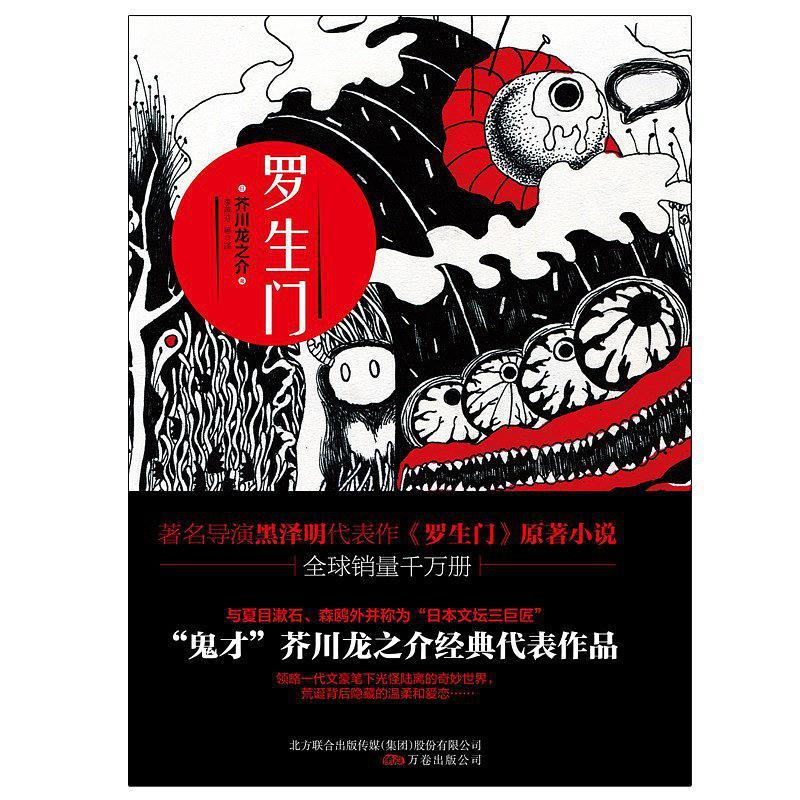 罗生门
日 芥川龙之介 著
著名导演黑泽明代表作《罗生门》原著小说
全球销量千万册
与夏目漱石、森鸥外并称为“日本文坛三巨匠”
“鬼才”芥川龙之介经典代表作品
领略一代文豪笔下光怪陆离的奇妙世界，
荒诞背后隐藏的温柔和爱恋……
北方联合出版传媒(集团)股份有限公司
万卷出版公司